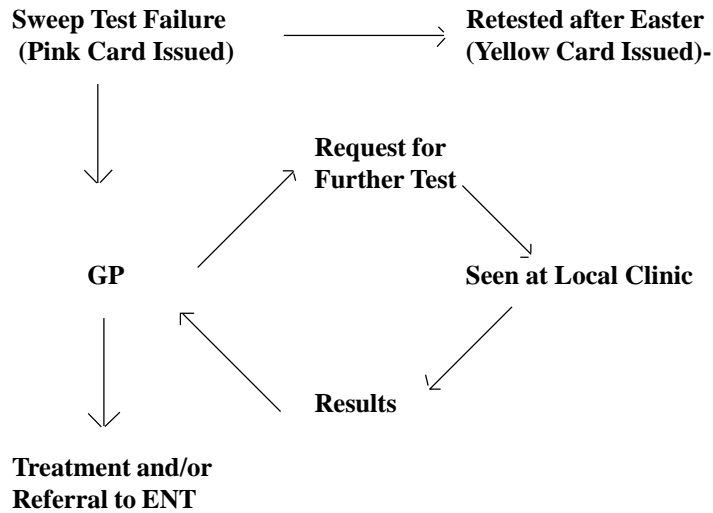 Sweep Test Failure
(Pink Card Issued)
Retested after Easter
(Yellow Card Issued)-
Request for
Further Test
GP
Seen at Local Clinic
Results
Treatment and/or
Referral to ENT